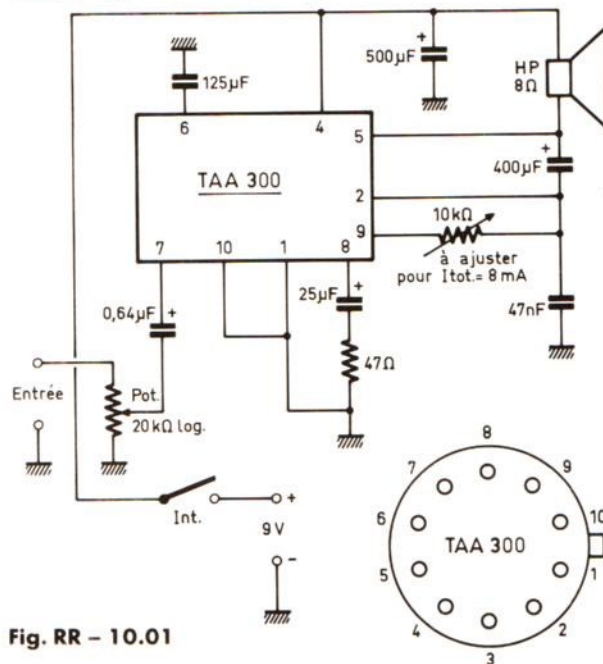 500µF
+
HP
8Ω
125µF
6
4
5
+
400µF
TAA 300
2
10kΩ
9
7
10
1
8
à ajuster
pour Itot.= 8 mA
+
0,64µF
+
25µF
47nF
47Ω
Entrée
Pot.
20kΩ log.
Int.
+
9 V
-
8
7
9
6
10
TAA 300
5
1
4
2
3
Fig. RR – 10.01